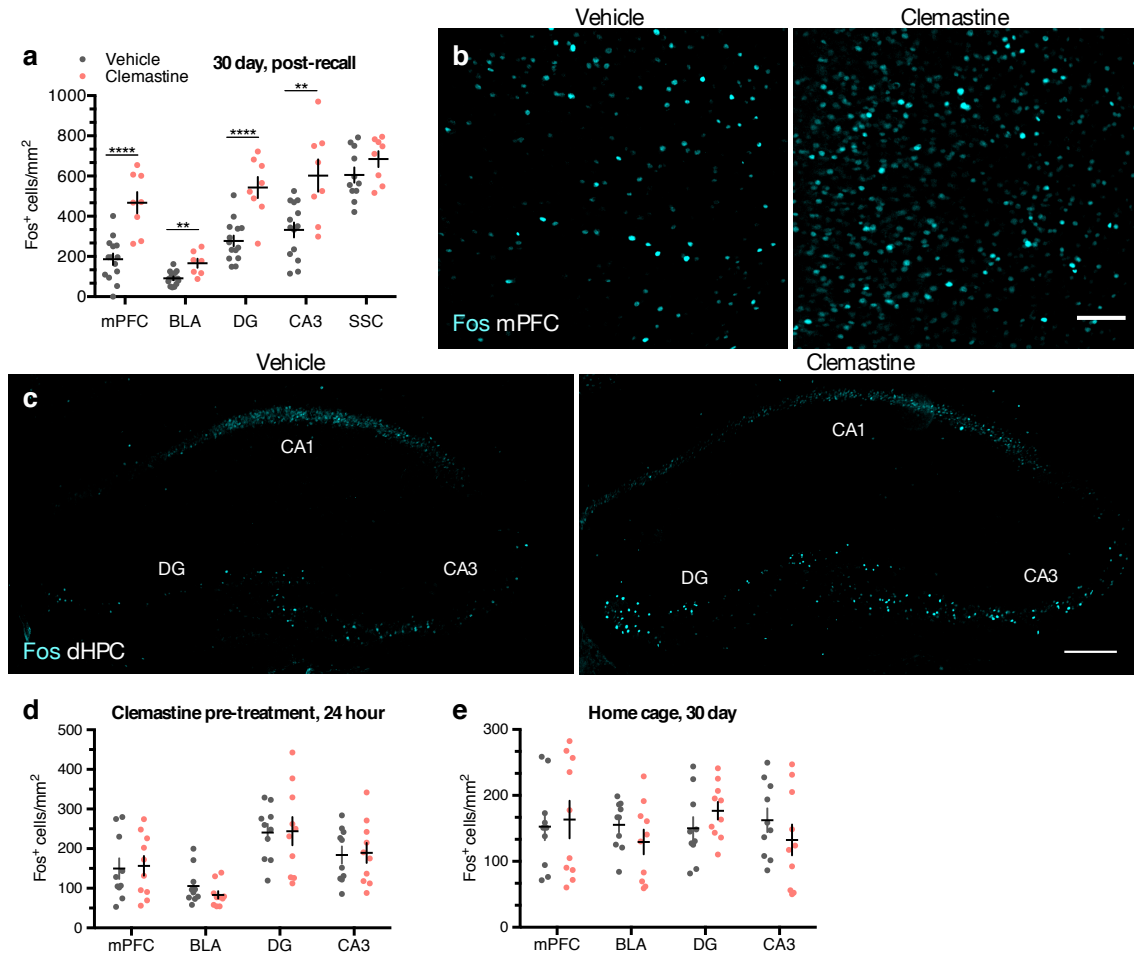 a
Vehicle
Clemastine
30 day, post-recall
Fos⁺ cells/mm²
1000
800
600
400
200
0
****
**
****
**
mPFC BLA DG CA3 SSC
b
Vehicle Clemastine
Fos mPFC
Vehicle Clemastine
c
CA1
DG
CA3
Fos dHPC
CA1
DG
CA3
d
Clemastine pre-treatment, 24 hour
Fos⁺ cells/mm²
500
400
300
200
100
0
mPFC BLA DG CA3
e
Home cage, 30 day
Fos⁺ cells/mm²
300
200
100
0
mPFC BLA DG CA3